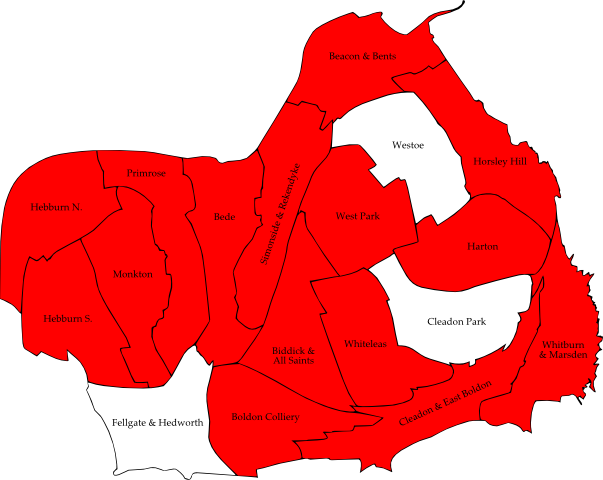 Beacon & Bents
Westoe
Horsley Hill
Primrose
Hebburn N.
Bede
Simonside & Rekendyke
West Park
Harton
Monkton
Hebburn S.
Cleadon Park
Whiteleas
Biddick &
All Saints
Whitburn
& Marsden
Cleadon & East Boldon
Boldon Colliery
Fellgate & Hedworth